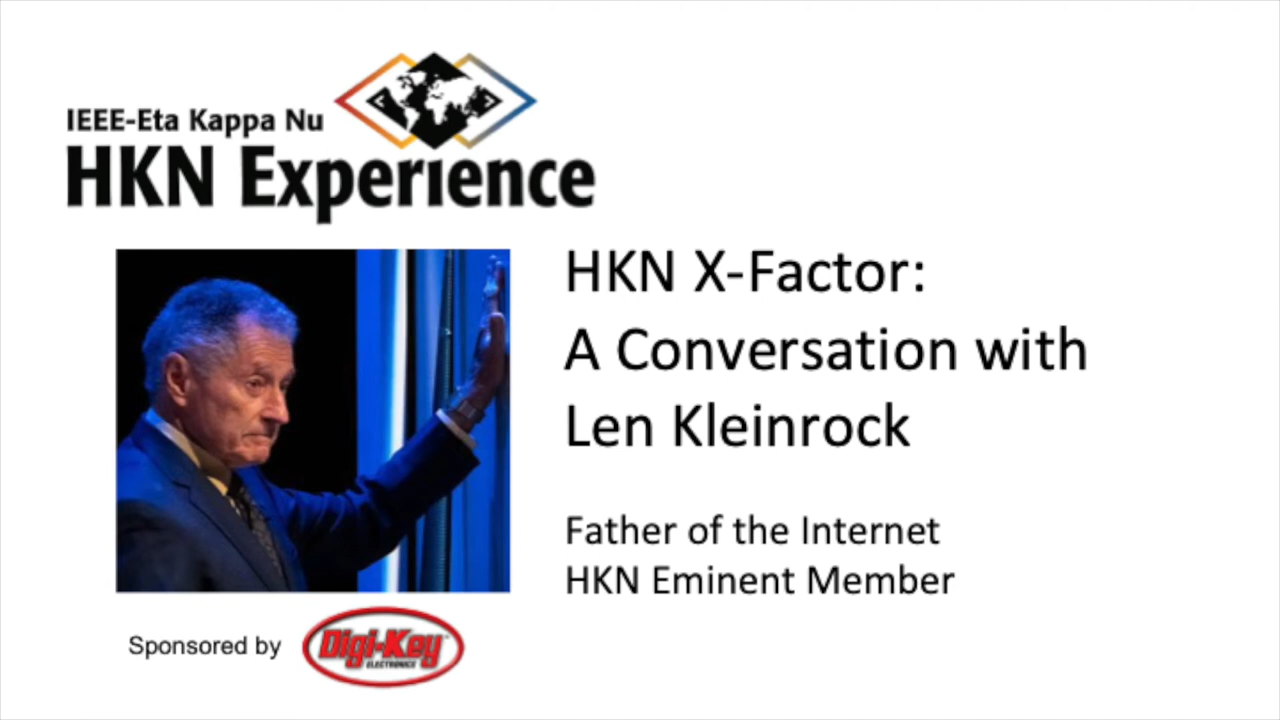 IEEE-Eta Kappa Nu
HKN Experience
HKN X-Factor:
A Conversation with
Len Kleinrock
Father of the Internet
HKN Eminent Member
Sponsored by
Digi-Key
ELECTRONICS